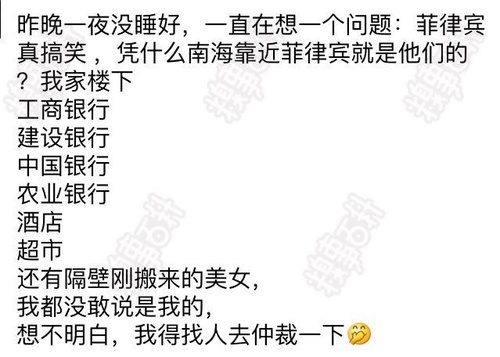 昨晚一夜没睡好，一直在想一个问题：菲律宾
真搞笑 ，凭什么南海靠近菲律宾就是他们的
？我家楼下
工商银行
建设银行
中国银行
农业银行
酒店
超市
还有隔壁刚搬来的美女，
我都没敢说是我的，
想不明白，我得找人去仲裁一下🤣